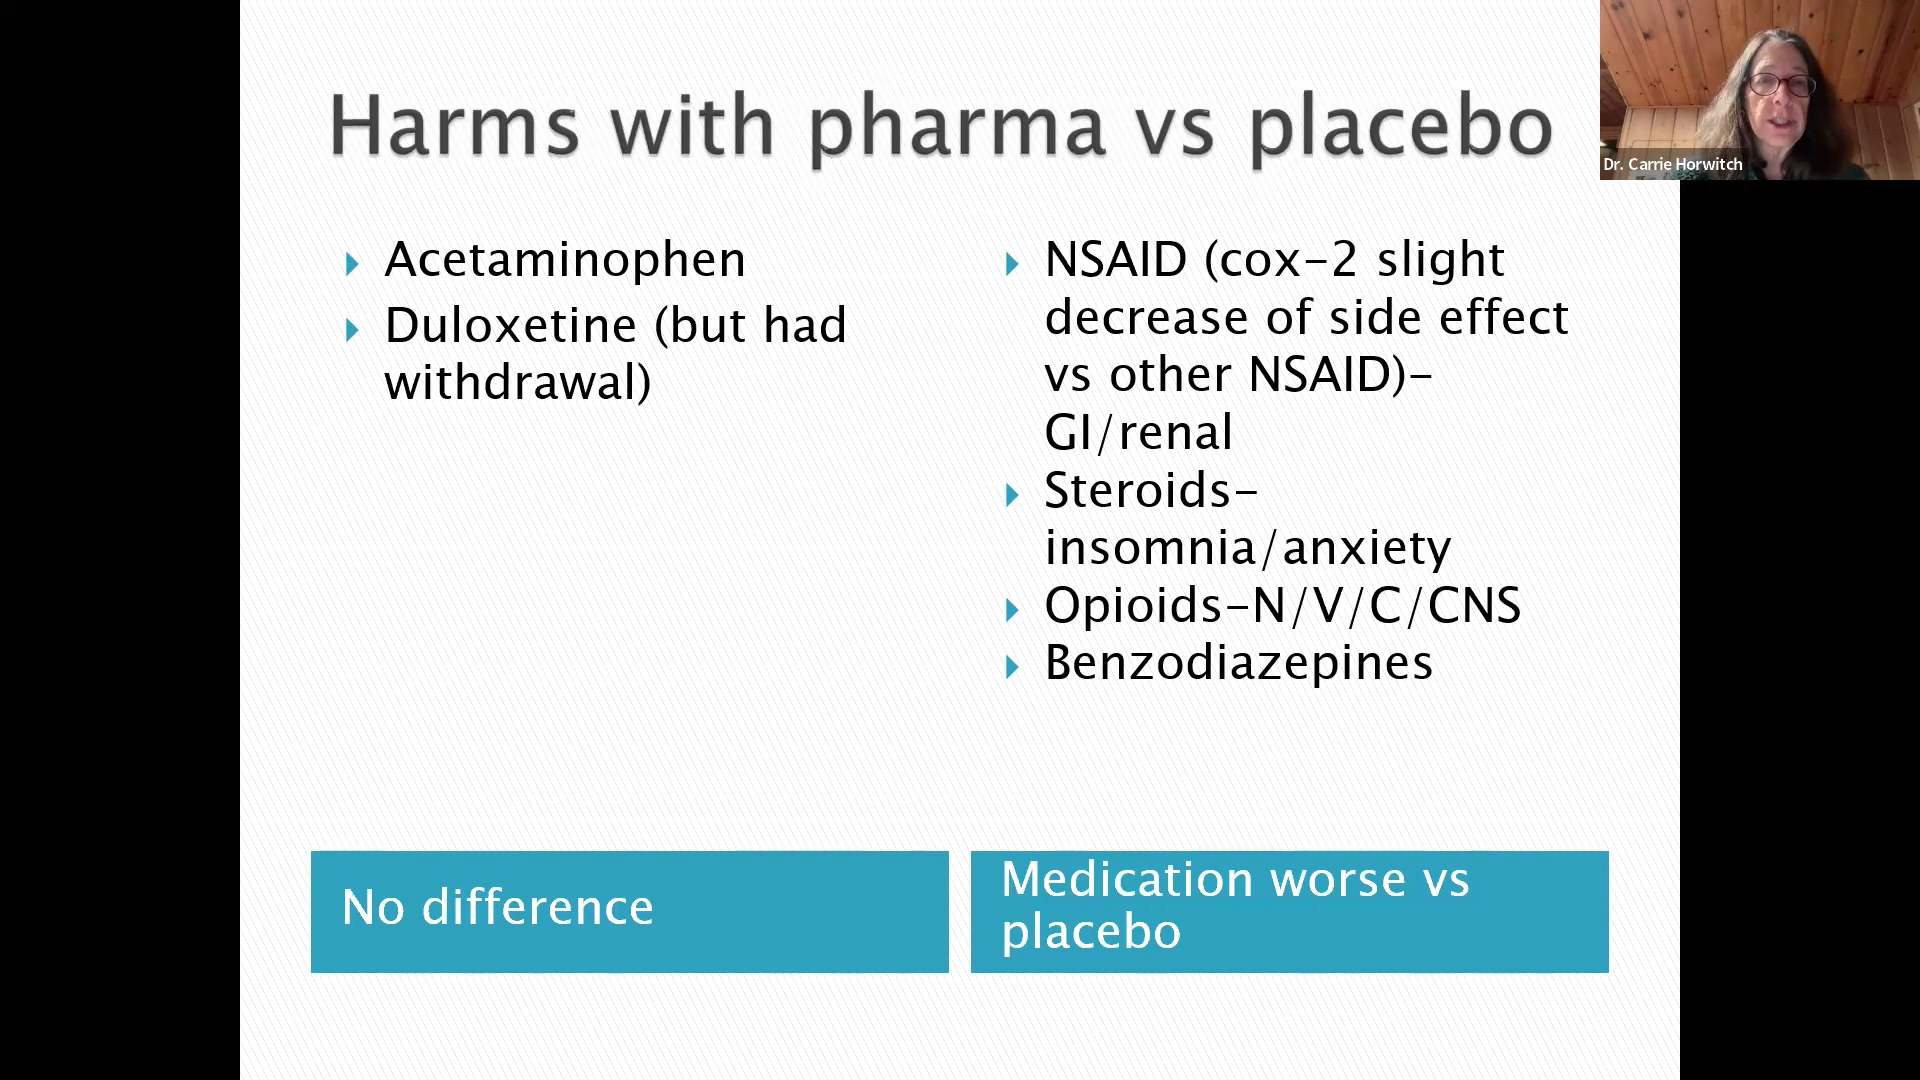 Harms with pharma vs placebo
Dr. Carrie Horwitch
Acetaminophen
Duloxetine (but had
withdrawal)
NSAID (cox-2 slight
decrease of side effect
vs other NSAID)-
GI/renal
Steroids-
insomnia/anxiety
Opioids-N/V/C/CNS
Benzodiazepines
No difference
Medication worse vs
placebo